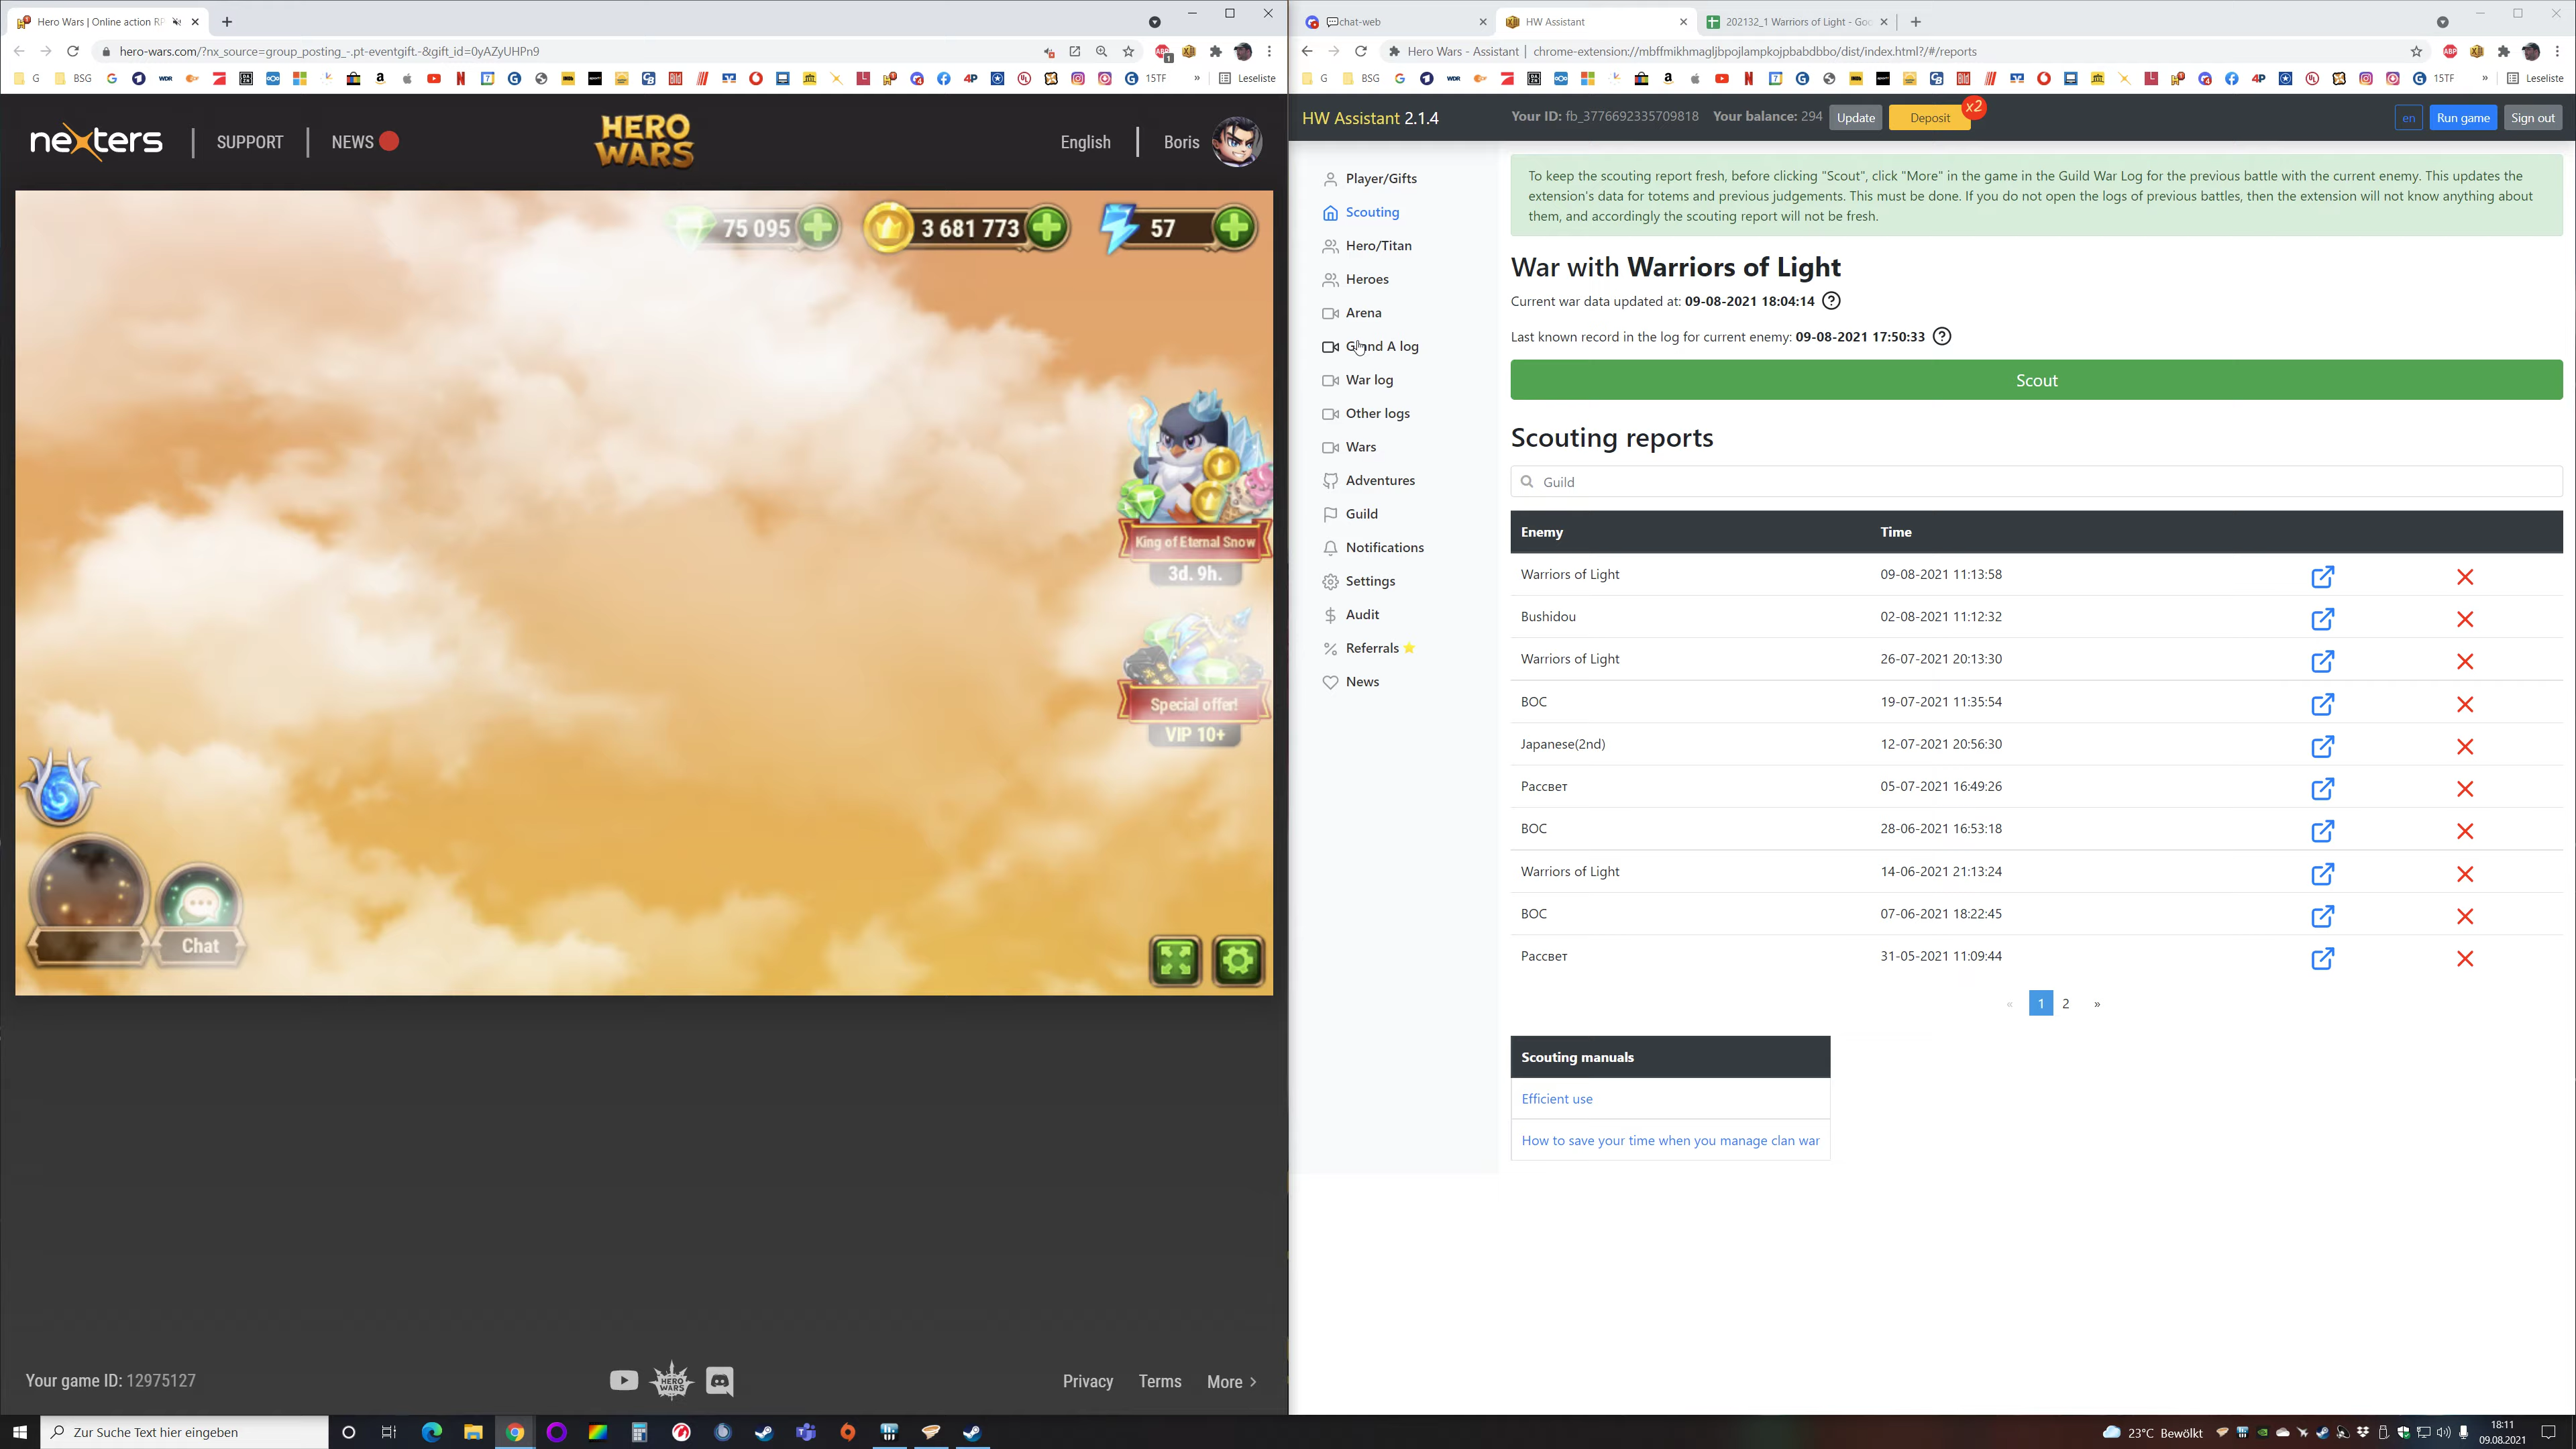 Hero Wars | Online action RP
hero-wars.com/?nx_source=group_posting_-.pt-eventgift.-&gift_id=0yAZyUHPn9
G BSG 15TF » Leseliste
nexters SUPPORT NEWS HERO WARS English Boris
75 095 3 681 773 57
King of Eternal Snow
3d. 9h.
Special offer!
VIP 10+
Chat
Your game ID: 12975127
HERO WARS
Privacy Terms More >
chat-web HW Assistant 202132_1 Warriors of Light - Goo
Hero Wars - Assistant | chrome-extension://mbffmikhmagljbpojlampkojpbabdbbo/dist/index.html?/#/reports
G BSG 15TF » Leseliste
HW Assistant 2.1.4 Your ID: fb_3776692335709818 Your balance: 294 Update Deposit x2 en Run game Sign out
Player/Gifts
Scouting
Hero/Titan
Heroes
Arena
Grand A log
War log
Other logs
Wars
Adventures
Guild
Notifications
Settings
Audit
Referrals
News
To keep the scouting report fresh, before clicking "Scout", click "More" in the game in the Guild War Log for the previous battle with the current enemy. This updates the
extension's data for totems and previous judgements. This must be done. If you do not open the logs of previous battles, then the extension will not know anything about
them, and accordingly the scouting report will not be fresh.
War with Warriors of Light
Current war data updated at: 09-08-2021 18:04:14 ?
Last known record in the log for current enemy: 09-08-2021 17:50:33 ?
Scout
Scouting reports
Guild
Enemy Time
Warriors of Light 09-08-2021 11:13:58
Bushidou 02-08-2021 11:12:32
Warriors of Light 26-07-2021 20:13:30
BOC 19-07-2021 11:35:54
Japanese(2nd) 12-07-2021 20:56:30
Рассвет 05-07-2021 16:49:26
BOC 28-06-2021 16:53:18
Warriors of Light 14-06-2021 21:13:24
BOC 07-06-2021 18:22:45
Рассвет 31-05-2021 11:09:44
« 1 2 »
Scouting manuals
Efficient use
How to save your time when you manage clan war
Zur Suche Text hier eingeben
23°C Bewölkt
18:11
09.08.2021